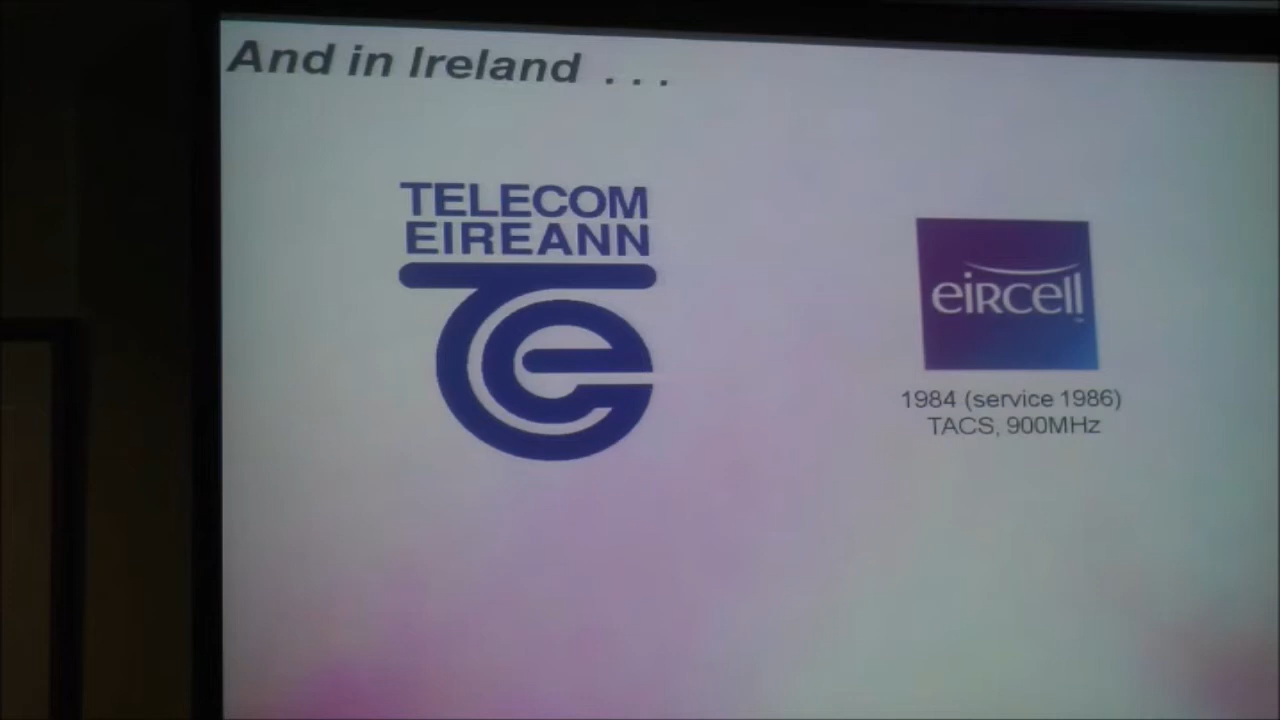 And in Ireland . . .
TELECOM
EIREANN
eircell
1984 (service 1986)
TACS, 900MHz